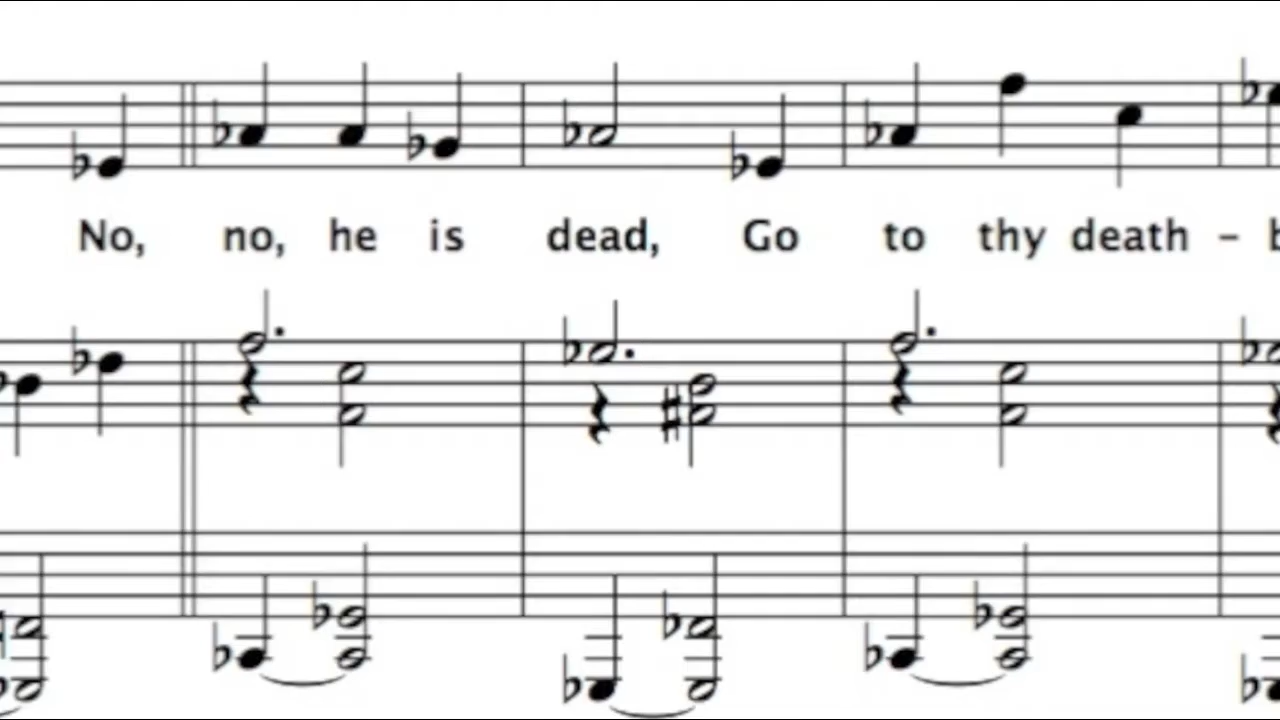 No, no, he is dead, Go to thy death -